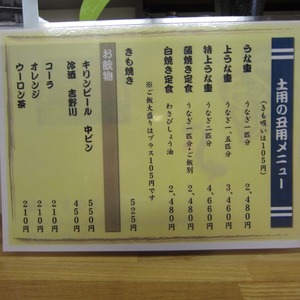 土用の丑用メニュー
(きも吸いは105円)
うな重 うなぎ一匹分 2,480円
上うな重 うなぎ一、五匹分 3,460円
特上うな重 うなぎ二匹分 4,660円
蒲焼き定食 うなぎ一匹分・ご飯別 2,480円
白焼き定食 わさびしょう油 2,480円
※ご飯大盛りはプラス105円です
きも焼き 525円
お飲物
キリンビール 中ビン 550円
冷酒 吉野川 450円
コーラ 210円
オレンジ 210円
ウーロン茶 210円